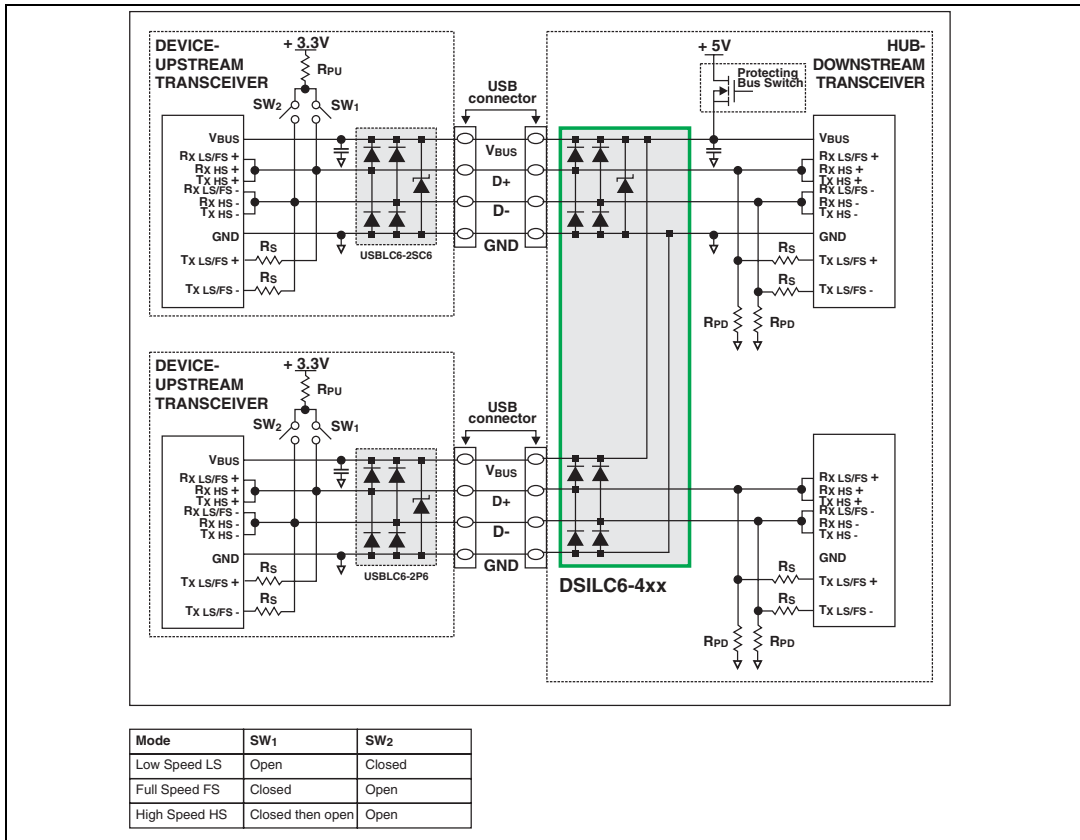 DEVICE-
UPSTREAM
TRANSCEIVER
+ 3.3V
RPU
SW2
SW1
VBUS
RX LS/FS +
RX HS +
TX HS +
RX LS/FS -
RX HS -
TX HS -
GND
TX LS/FS +
TX LS/FS -
RS
RS
USBLC6-2SC6
USB
connector
VBUS
D+
D-
GND
+ 5V
Protecting
Bus Switch
HUB-
DOWNSTREAM
TRANSCEIVER
VBUS
RX LS/FS +
RX HS +
TX HS +
RX LS/FS -
RX HS -
TX HS -
GND
TX LS/FS +
TX LS/FS -
RS
RS
RPD
RPD
DEVICE-
UPSTREAM
TRANSCEIVER
+ 3.3V
RPU
SW2
SW1
VBUS
RX LS/FS +
RX HS +
TX HS +
RX LS/FS -
RX HS -
TX HS -
GND
TX LS/FS +
TX LS/FS -
RS
RS
USBLC6-2P6
USB
connector
VBUS
D+
D-
GND
DSILC6-4xx
RX LS/FS +
RX HS +
TX HS +
RX LS/FS -
RX HS -
TX HS -
GND
TX LS/FS +
TX LS/FS -
RS
RS
RPD
RPD
Mode SW1 SW2
Low Speed LS Open Closed
Full Speed FS Closed Open
High Speed HS Closed then open Open